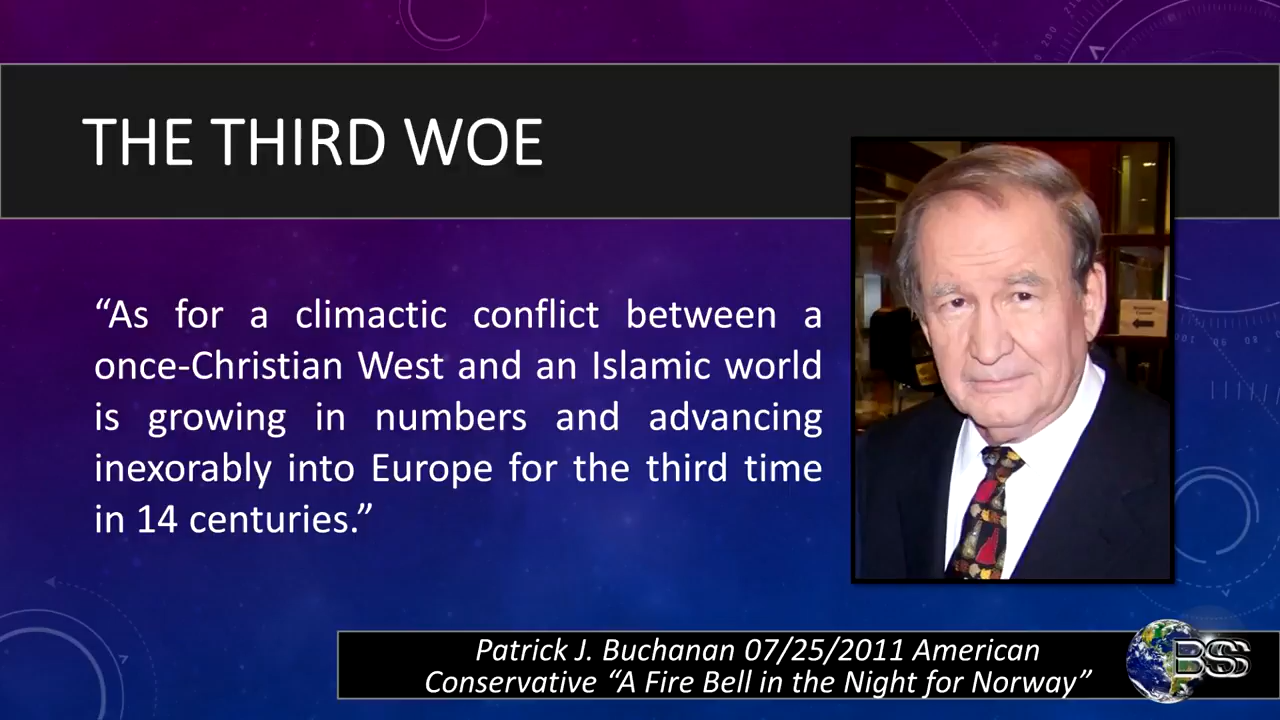 THE THIRD WOE
“As for a climactic conflict between a
once-Christian West and an Islamic world
is growing in numbers and advancing
inexorably into Europe for the third time
in 14 centuries.”
Patrick J. Buchanan 07/25/2011 American
Conservative “A Fire Bell in the Night for Norway”
BSS